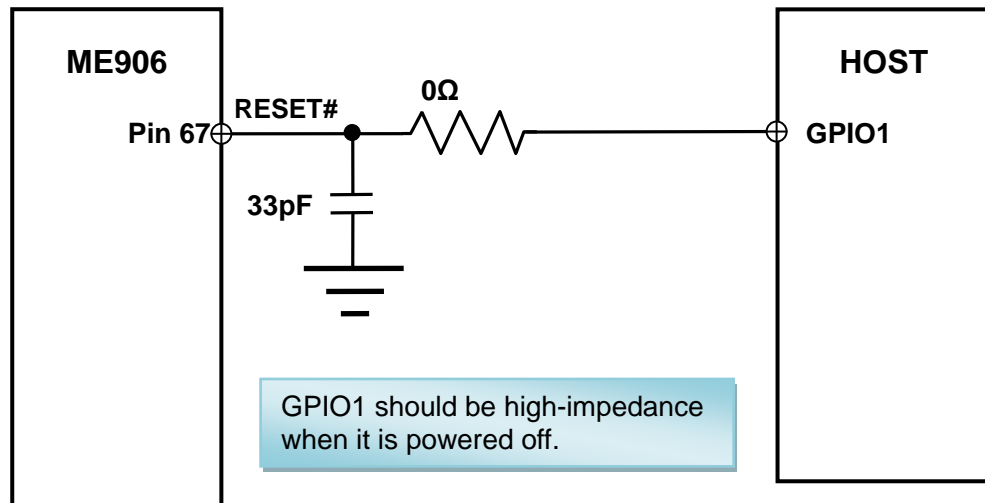 ME906
HOST
0Ω
RESET#
Pin 67
GPIO1
33pF
GPIO1 should be high-impedance
when it is powered off.